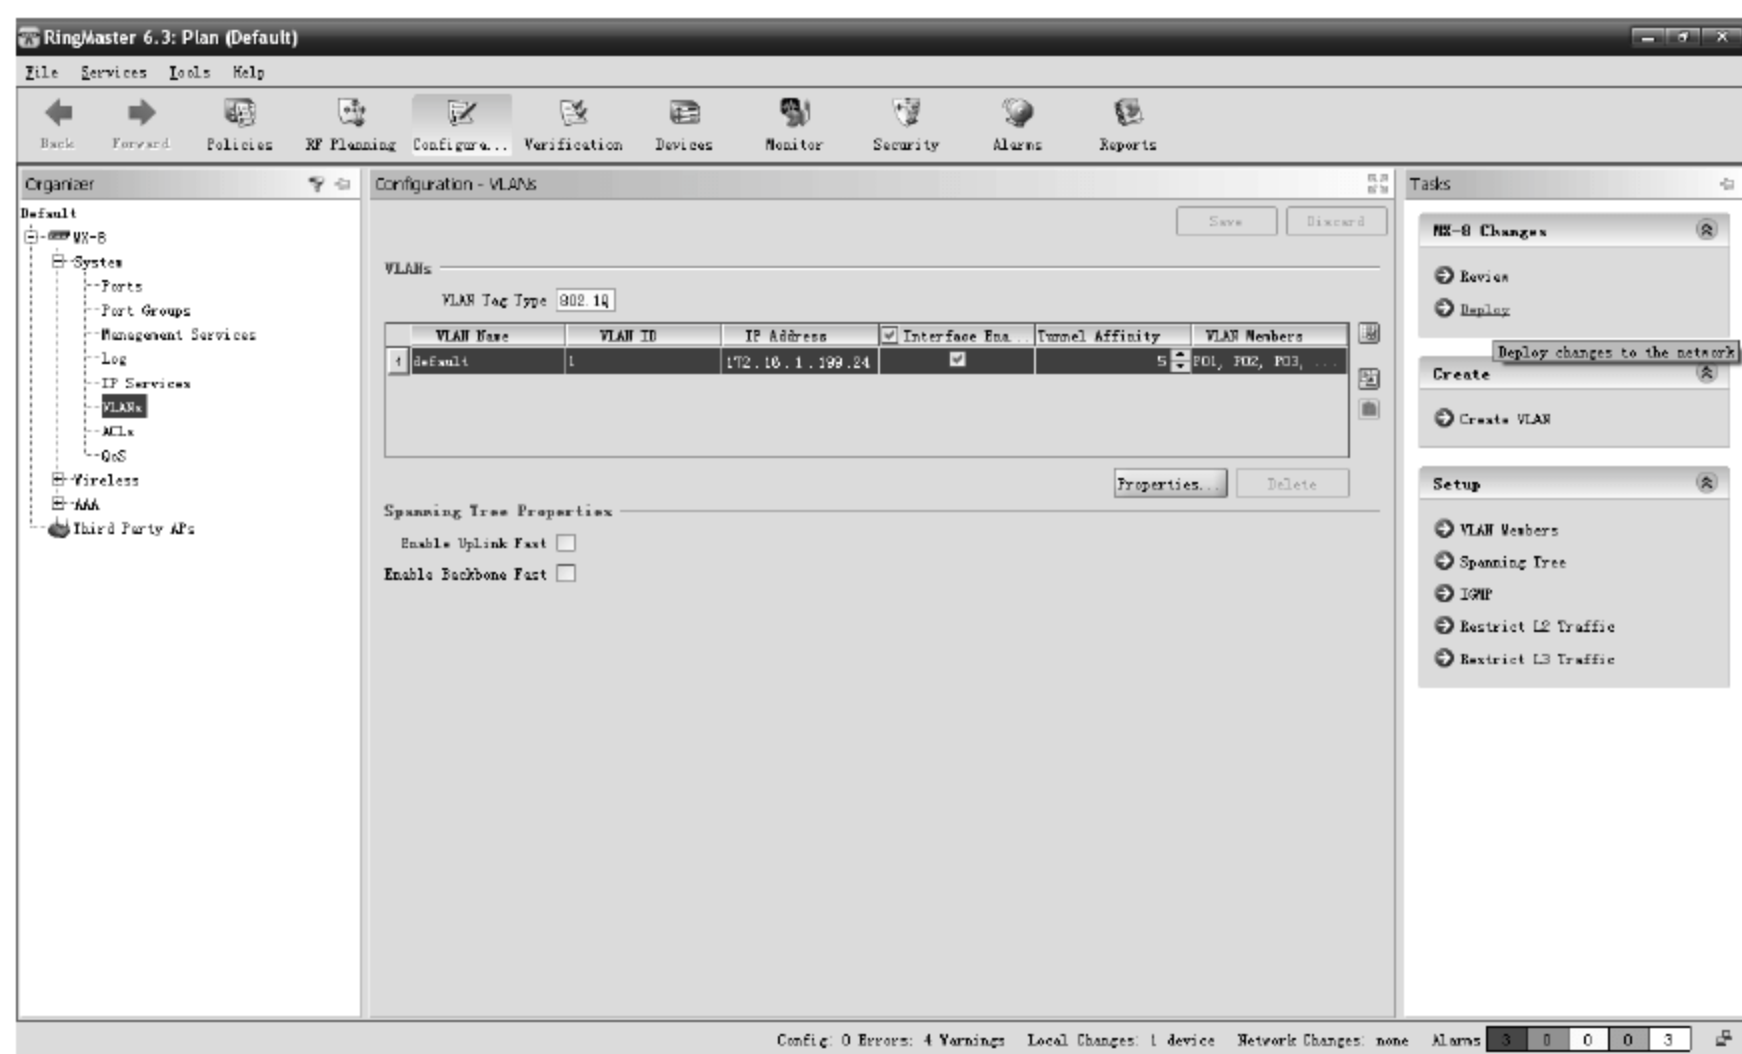 RingMaster 6.3: Plan (Default)
File Services Tools Help
Back Forward Policies RF Planning Configura... Verification Devices Monitor Security Alarms Reports
Organizer
Default
MX-8
System
Ports
Port Groups
Management Services
Log
IP Services
VLANs
ACLs
QoS
Wireless
AAA
Third Party APs
Configuration - VLANs
Save Discard
VLANs
VLAN Tag Type 802.1Q
VLAN Name VLAN ID IP Address Interface Ena... Tunnel Affinity VLAN Members
1 default 1 172.16.1.199.24 5 PO1, PO2, PO3, ...
Properties... Delete
Spanning Tree Properties
Enable UpLink Fast
Enable Backbone Fast
Tasks
MX-8 Changes
Review
Deploy
Deploy changes to the network
Create
Create VLAN
Setup
VLAN Members
Spanning Tree
IGMP
Restrict L2 Traffic
Restrict L3 Traffic
Config: 0 Errors: 4 Warnings Local Changes: 1 device Network Changes: none Alarms 3 0 0 0 3